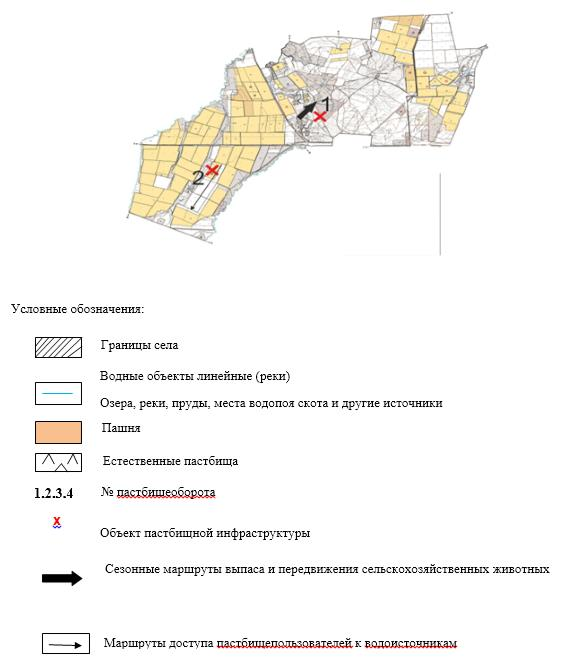 1
2
Условные обозначения:
Границы села
Водные объекты линейные (реки)
Озера, реки, пруды, места водопоя скота и другие источники
Пашня
Естественные пастбища
1.2.3.4 № пастбищеоборота
X
Объект пастбищной инфраструктуры
Сезонные маршруты выпаса и передвижения сельскохозяйственных животных
Маршруты доступа пастбищепользователей к водоисточникам